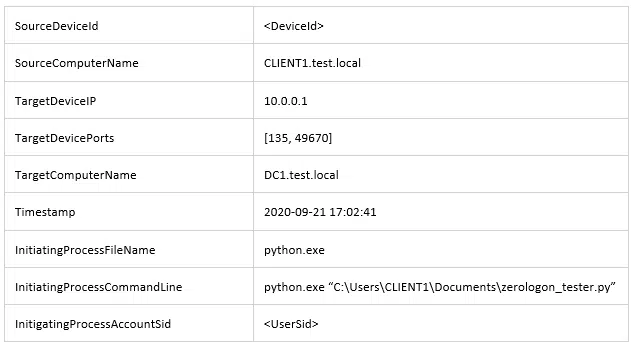 SourceDeviceId <DeviceId>
SourceComputerName CLIENT1.test.local
TargetDeviceIP 10.0.0.1
TargetDevicePorts [135, 49670]
TargetComputerName DC1.test.local
Timestamp 2020-09-21 17:02:41
InitiatingProcessFileName python.exe
InitiatingProcessCommandLine python.exe “C:\Users\CLIENT1\Documents\zerologon_tester.py”
InitigatingProcessAccountSid <UserSid>